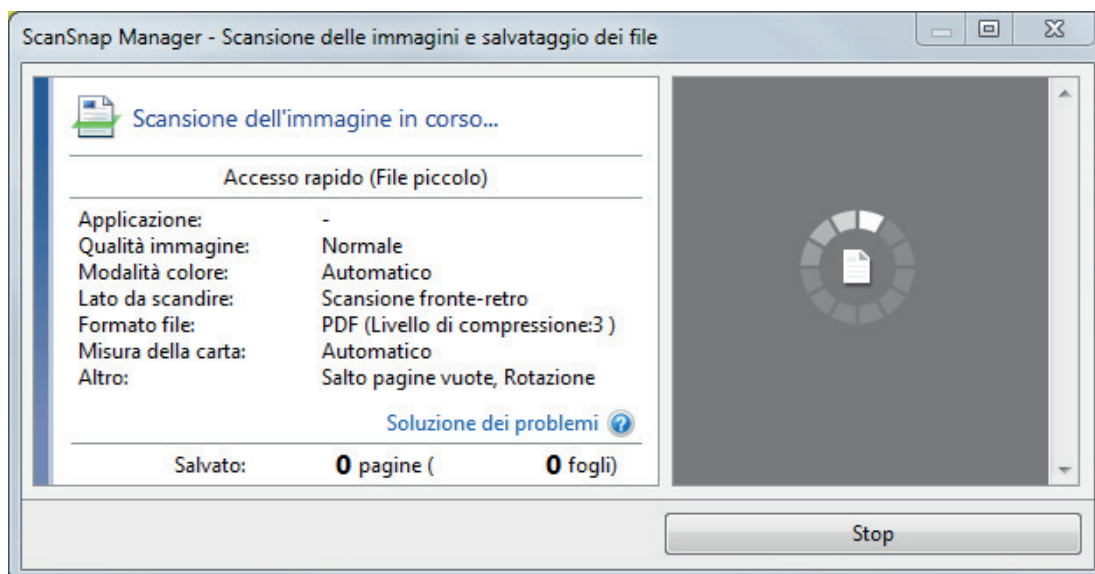 ScanSnap Manager - Scansione delle immagini e salvataggio dei file
Scansione dell'immagine in corso...
Accesso rapido (File piccolo)
Applicazione: -
Qualità immagine: Normale
Modalità colore: Automatico
Lato da scandire: Scansione fronte-retro
Formato file: PDF (Livello di compressione:3 )
Misura della carta: Automatico
Altro: Salto pagine vuote, Rotazione
Soluzione dei problemi
Salvato: 0 pagine ( 0 fogli)
Stop